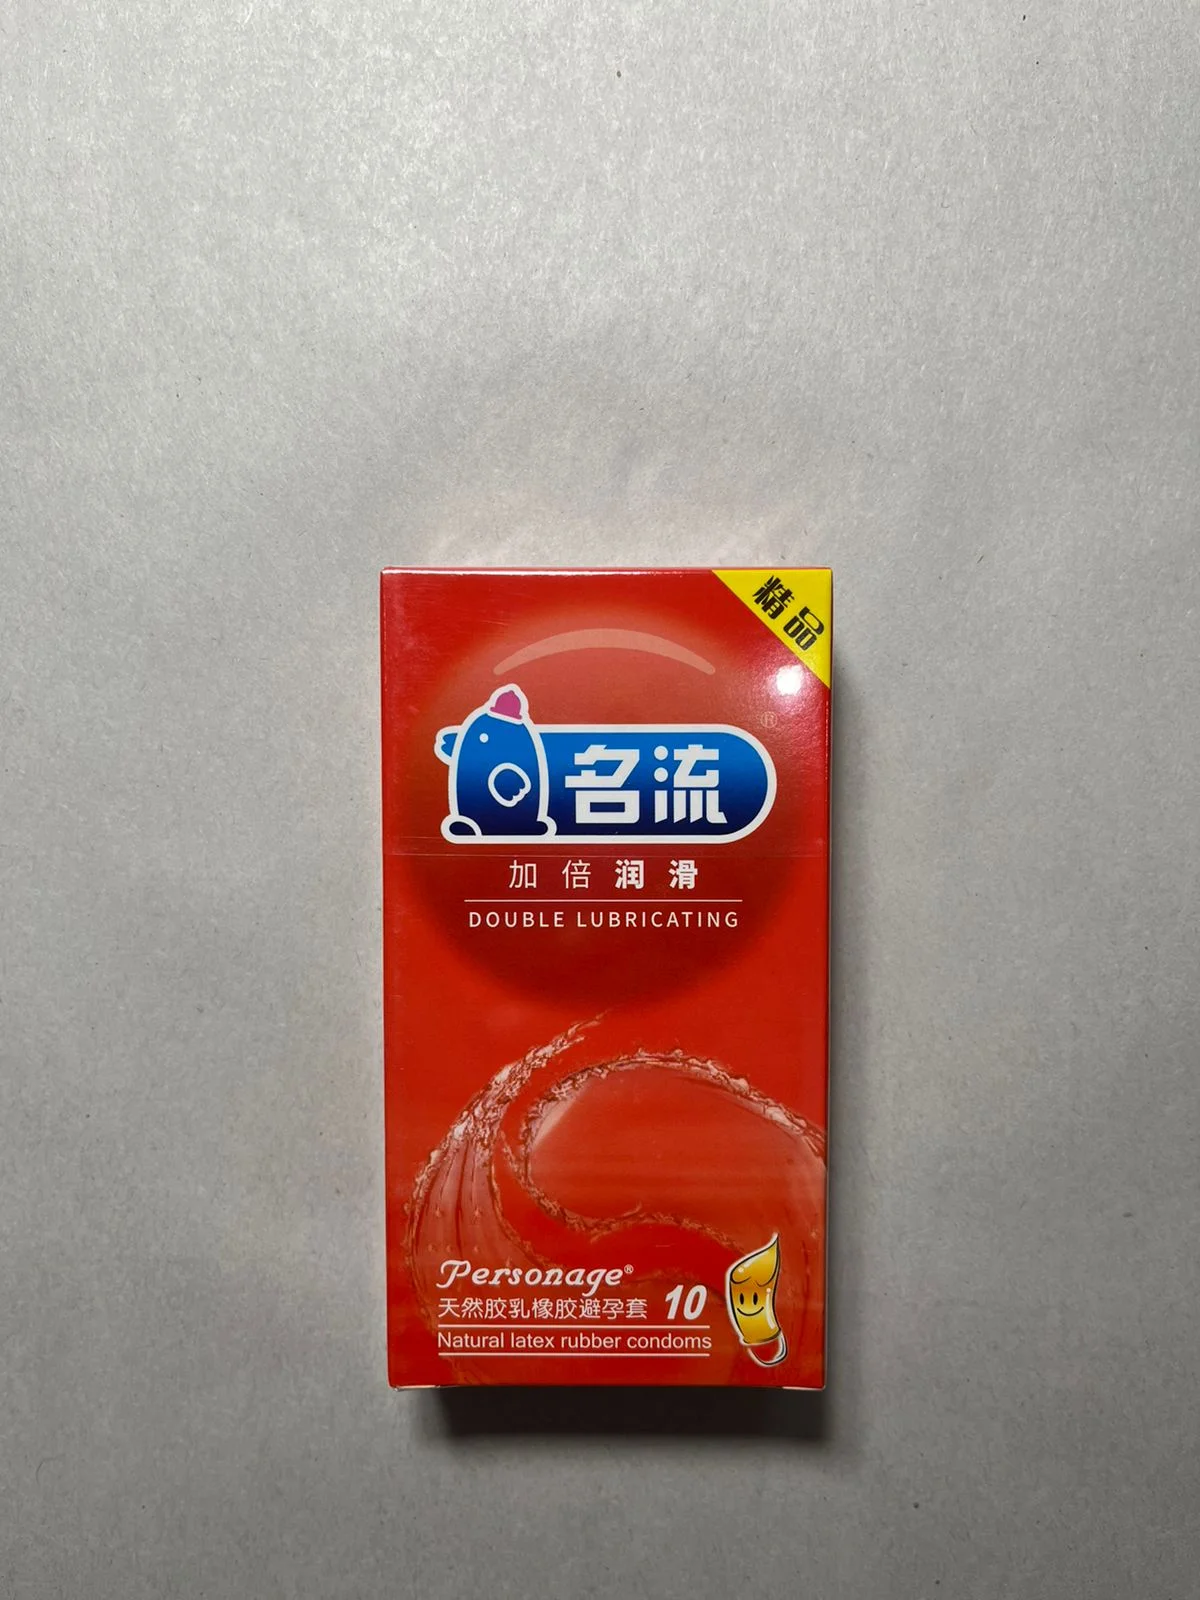 精品
®
名流
加倍润滑
DOUBLE LUBRICATING
Personage®
天然胶乳橡胶避孕套 10
Natural latex rubber condoms